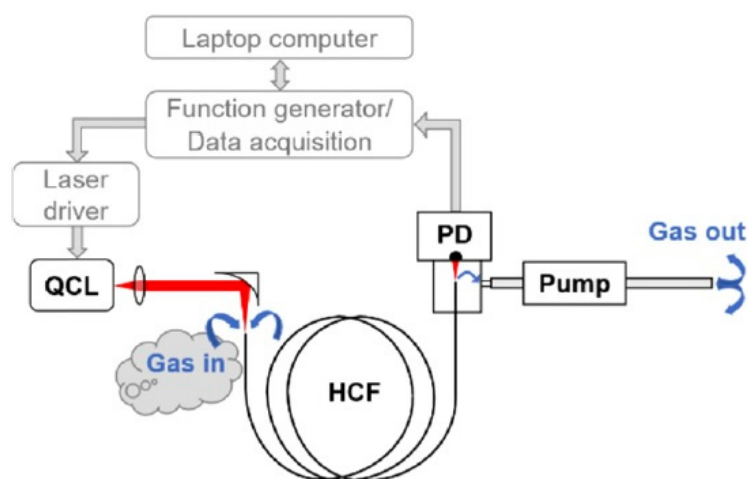 Laptop computer
Function generator/
Data acquisition
Laser
driver
PD
Gas out
QCL
Pump
Gas in
HCF